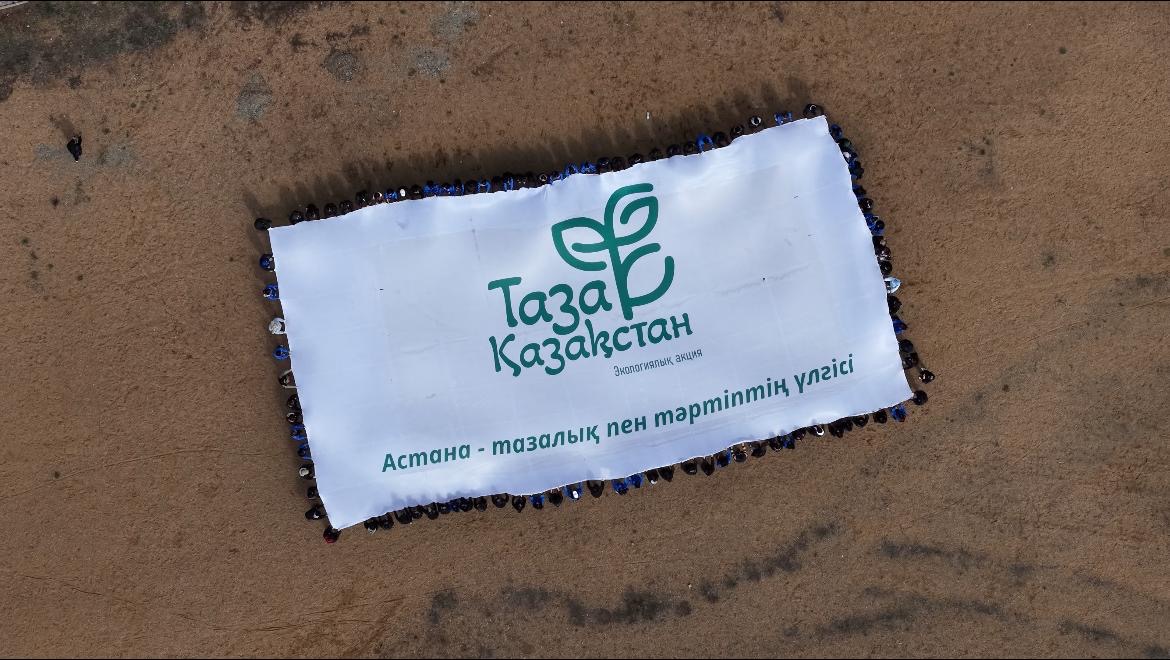 Таза
Қазақстан
Экологиялық акция
Астана - тазалық пен тәртіптің үлгісі